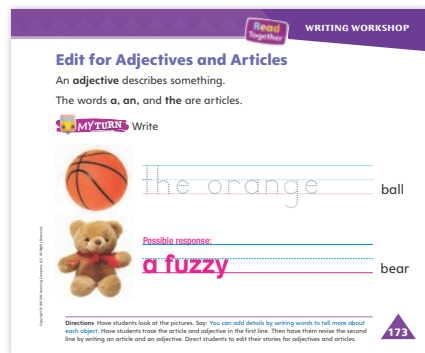 Read
Together
WRITING WORKSHOP
Edit for Adjectives and Articles
An adjective describes something.
The words a, an, and the are articles.
MY TURN Write
the orange ball
Possible response:
a fuzzy bear
Directions Have students look at the pictures. Say: You can add details by writing words to tell more about
each object. Have students trace the article and adjective in the first line. Then have them revise the second
line by writing an article and an adjective. Direct students to edit their stories for adjectives and articles.
173